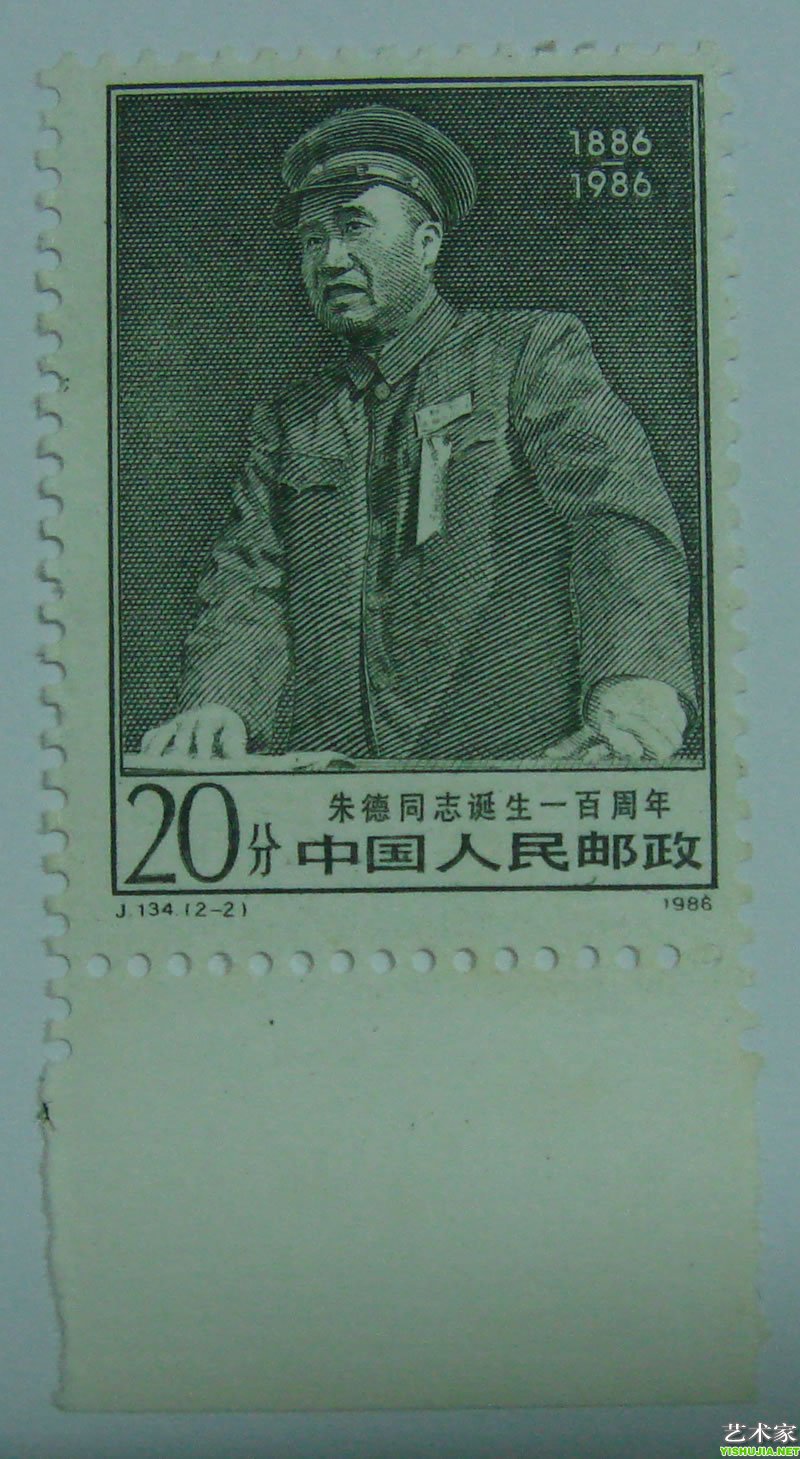 1886
—
1986
朱德同志诞生一百周年
20八分 中国人民邮政
J.134.(2-2) 1986
艺术家
YISHUJIA.NET